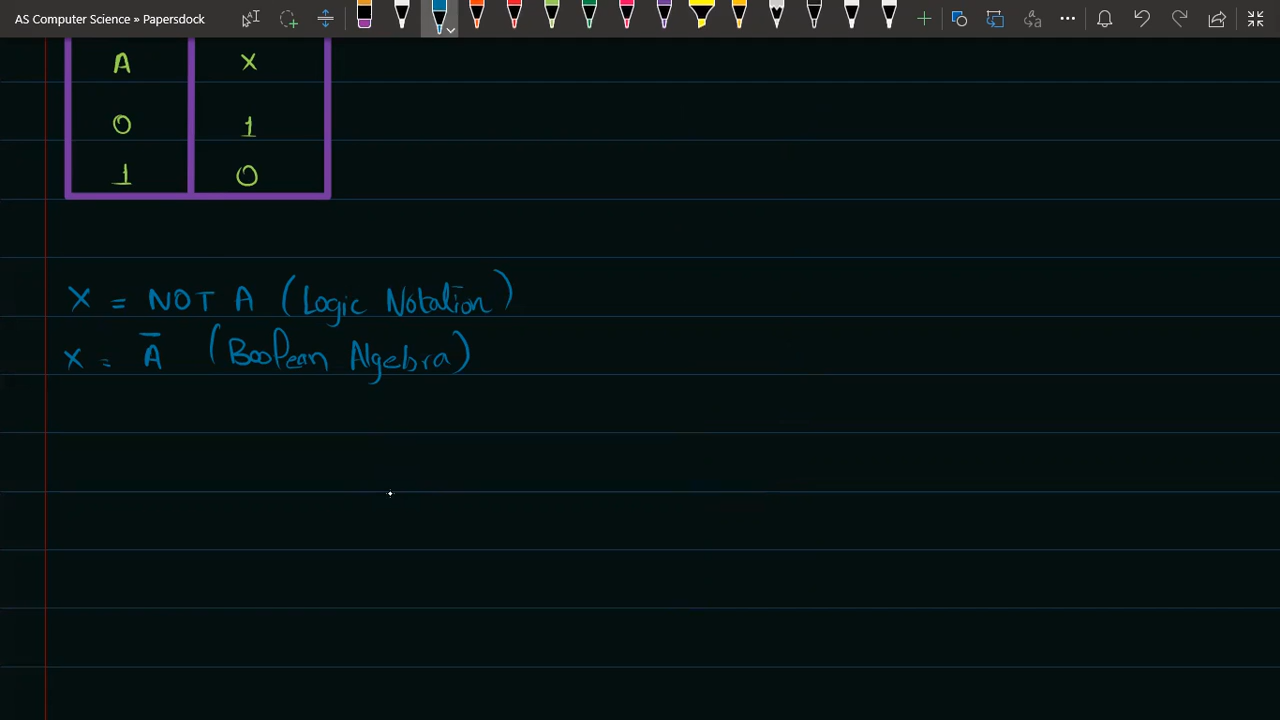 AS Computer Science » Papersdock
A X
0 1
1 0
X = NOT A (Logic Notation)
X = A̅ (Boolean Algebra)